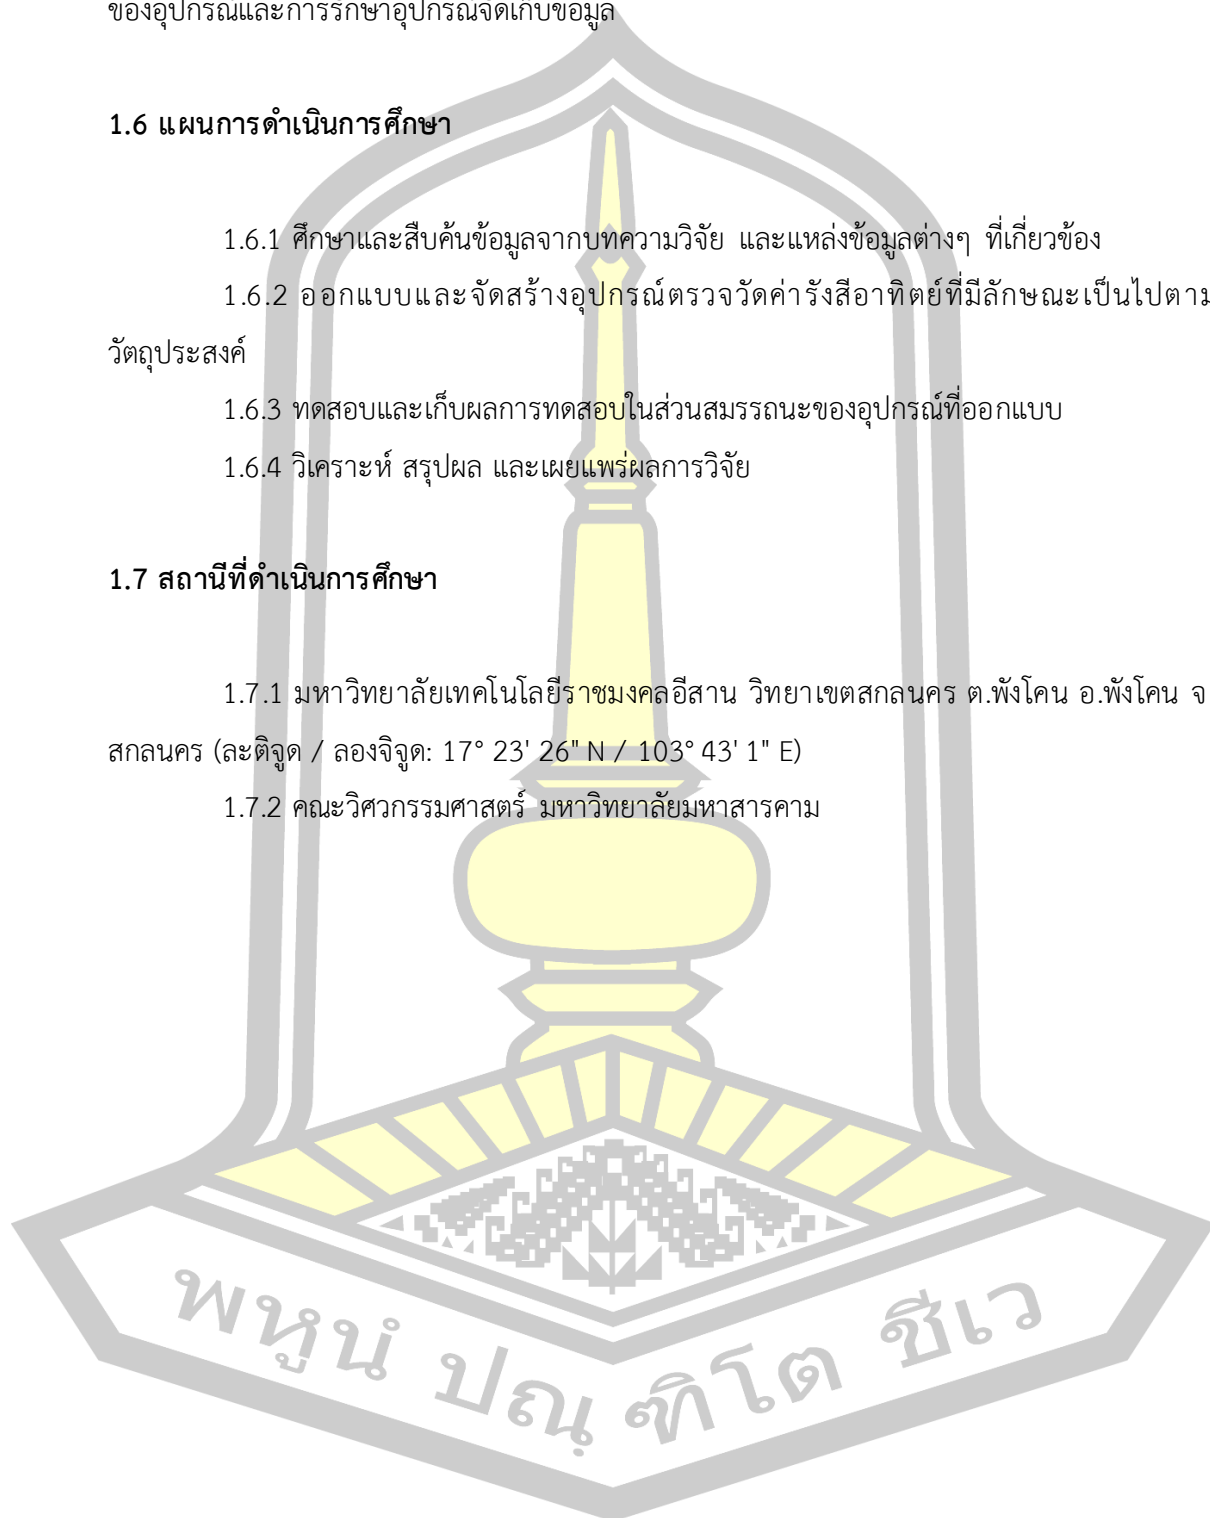 ของอุปกรณ์และการรักษาอุปกรณ์จัดเก็บข้อมูล
1.6 แผนการดำเนินการศึกษา
1.6.1 ศึกษาและสืบค้นข้อมูลจากบทความวิจัย และแหล่งข้อมูลต่างๆ ที่เกี่ยวข้อง
1.6.2 ออกแบบและจัดสร้างอุปกรณ์ตรวจวัดค่ารังสีอาทิตย์ที่มีลักษณะเป็นไปตาม
วัตถุประสงค์
1.6.3 ทดสอบและเก็บผลการทดสอบในส่วนสมรรถนะของอุปกรณ์ที่ออกแบบ
1.6.4 วิเคราะห์ สรุปผล และเผยแพร่ผลการวิจัย
1.7 สถานีที่ดำเนินการศึกษา
1.7.1 มหาวิทยาลัยเทคโนโลยีราชมงคลอีสาน วิทยาเขตสกลนคร ต.พังโคน อ.พังโคน จ
สกลนคร (ละติจูด / ลองจิจูด: 17° 23' 26" N / 103° 43' 1" E)
1.7.2 คณะวิศวกรรมศาสตร์ มหาวิทยาลัยมหาสารคาม
พหูนํ ปณฺฑิโต ชีเว